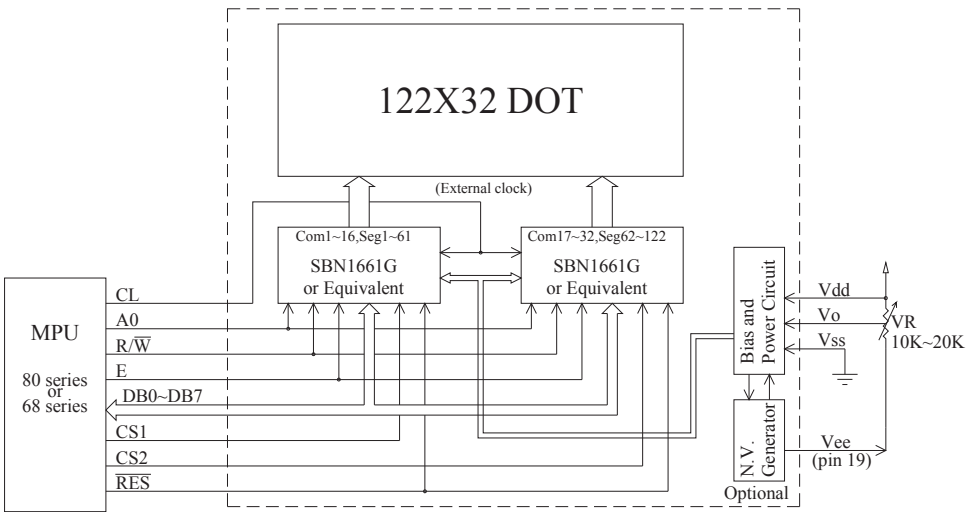 122X32 DOT
(External clock)
Com1~16,Seg1~61
SBN1661G
or Equivalent
Com17~32,Seg62~122
SBN1661G
or Equivalent
MPU
80 series
or
68 series
CL
A0
R/W̅
E
DB0~DB7
CS1
CS2
R̅E̅S̅
Bias and
Power Circuit
Vdd
Vo
Vss
VR
10K~20K
N.V.
Generator
Optional
Vee
(pin 19)